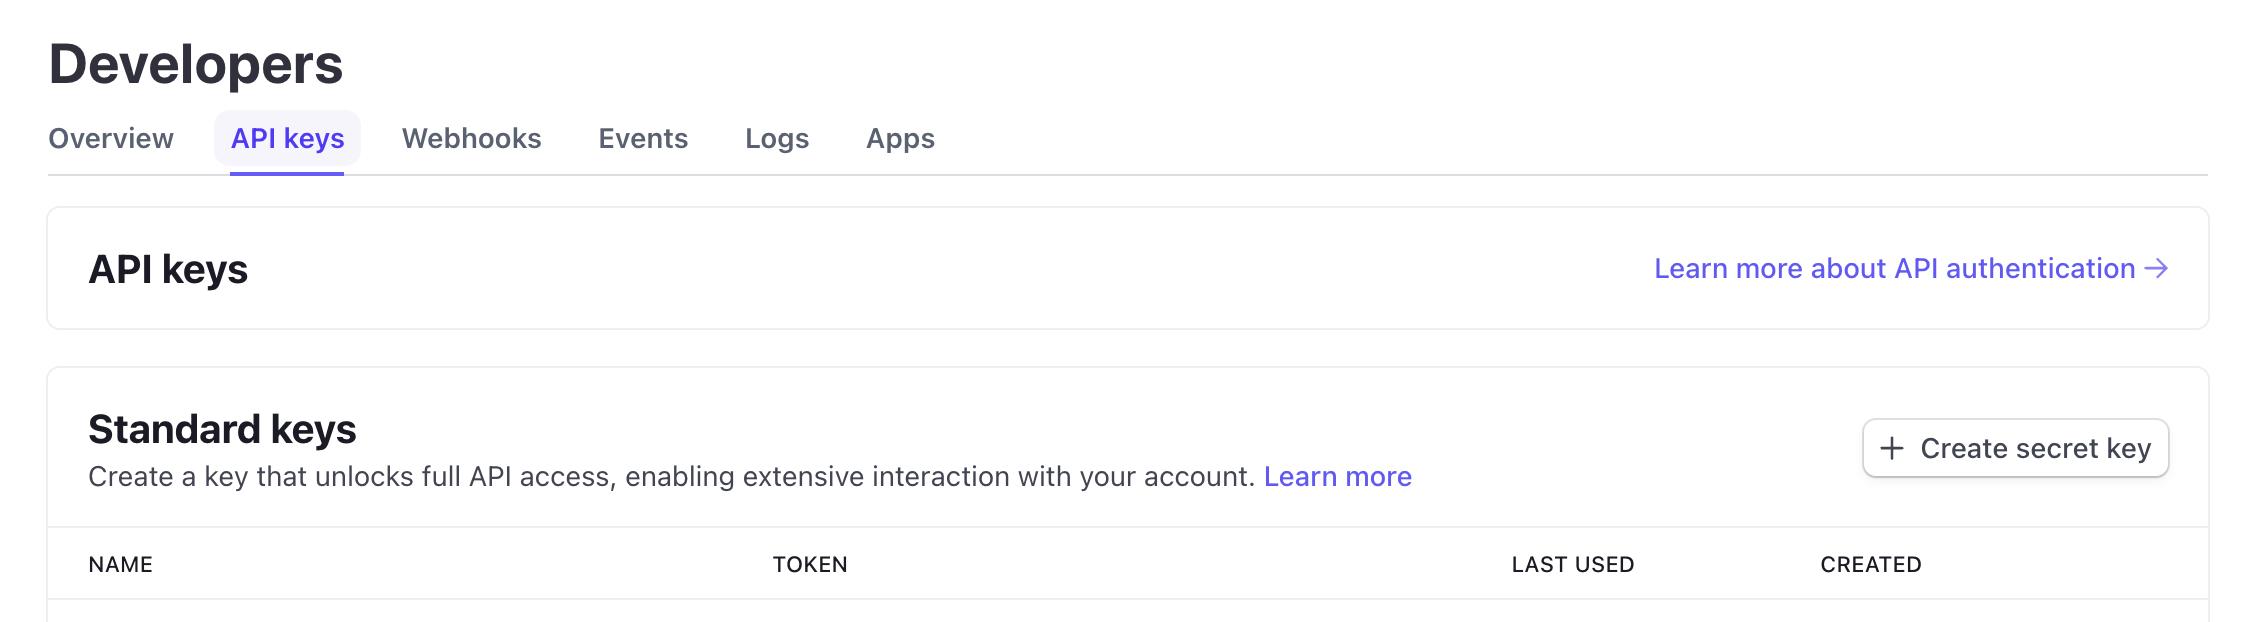 Developers
Overview API keys Webhooks Events Logs Apps
API keys Learn more about API authentication →
Standard keys
Create a key that unlocks full API access, enabling extensive interaction with your account. Learn more
+ Create secret key
NAME TOKEN LAST USED CREATED